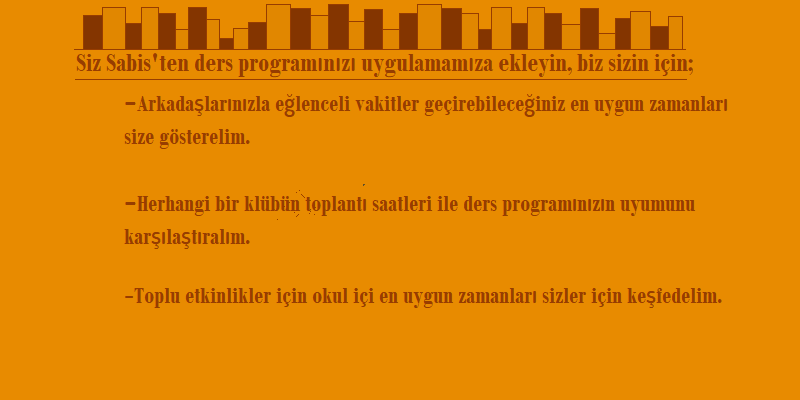 Siz Sabis'ten ders programınızı uygulamamıza ekleyin, biz sizin için;
-Arkadaşlarınızla eğlenceli vakitler geçirebileceğiniz en uygun zamanları
size gösterelim.
-Herhangi bir klübün toplantı saatleri ile ders programınızın uyumunu
karşılaştıralım.
-Toplu etkinlikler için okul içi en uygun zamanları sizler için keşfedelim.